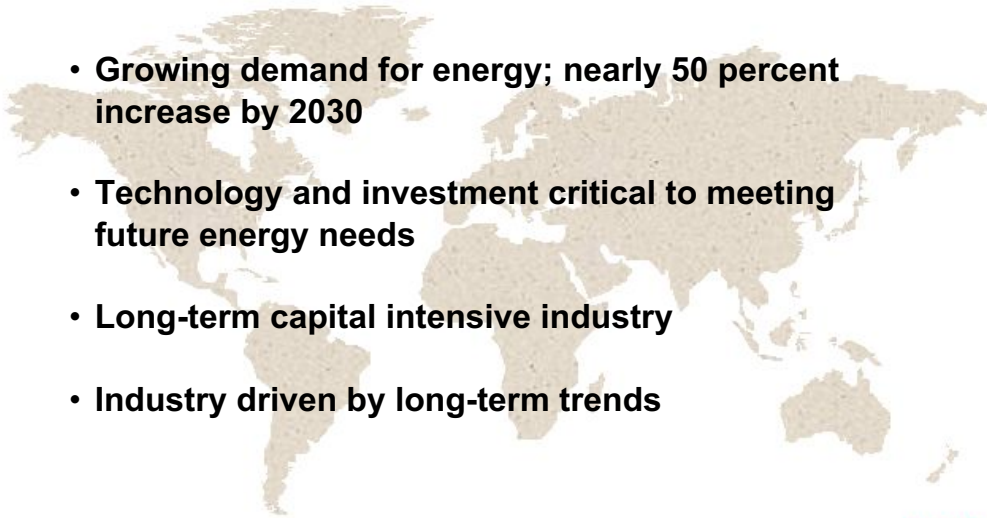 • Growing demand for energy; nearly 50 percent
increase by 2030
• Technology and investment critical to meeting
future energy needs
• Long-term capital intensive industry
• Industry driven by long-term trends